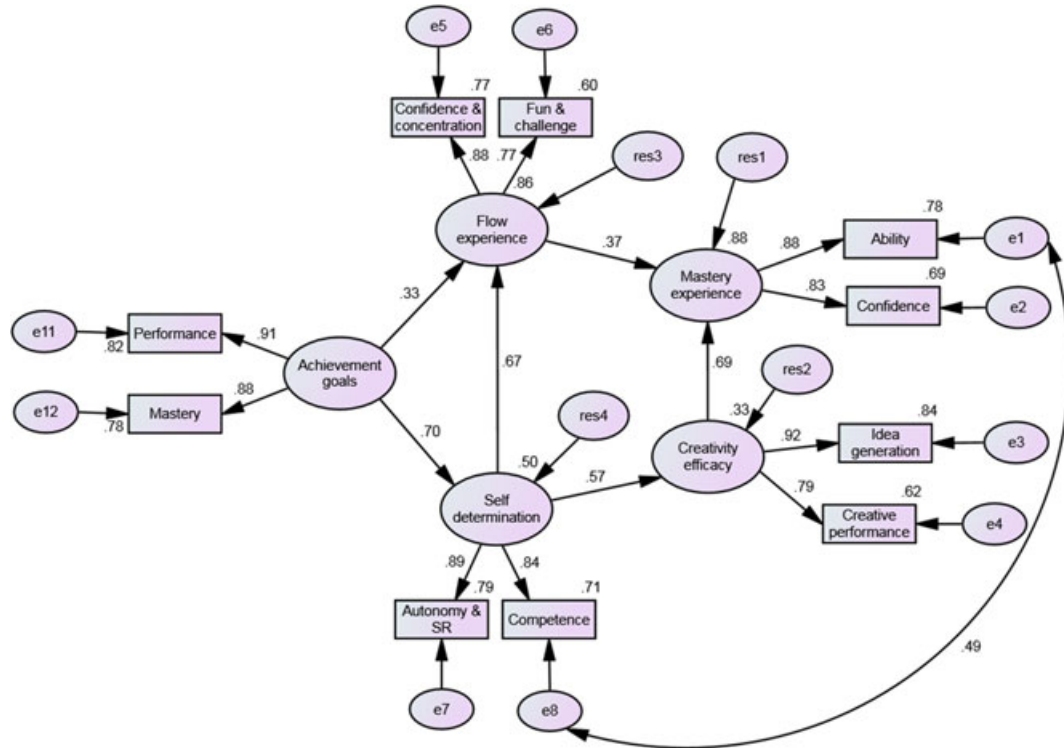 e5
e6
.77
.60
Confidence &
concentration
Fun &
challenge
res3
res1
.88
.77
.86
.78
Flow
experience
.37
.88
.88
Ability
e1
Mastery
experience
.83
.69
Confidence
e2
.33
e11
Performance
.91
.82
Achievement
goals
.67
.69
res2
e12
Mastery
.88
.78
.70
res4
.33
.84
.92
Idea
generation
e3
Creativity
efficacy
.50
.57
.79
.62
Self
determination
Creative
performance
e4
.89
.84
.79
.71
Autonomy &
SR
Competence
.49
e7
e8